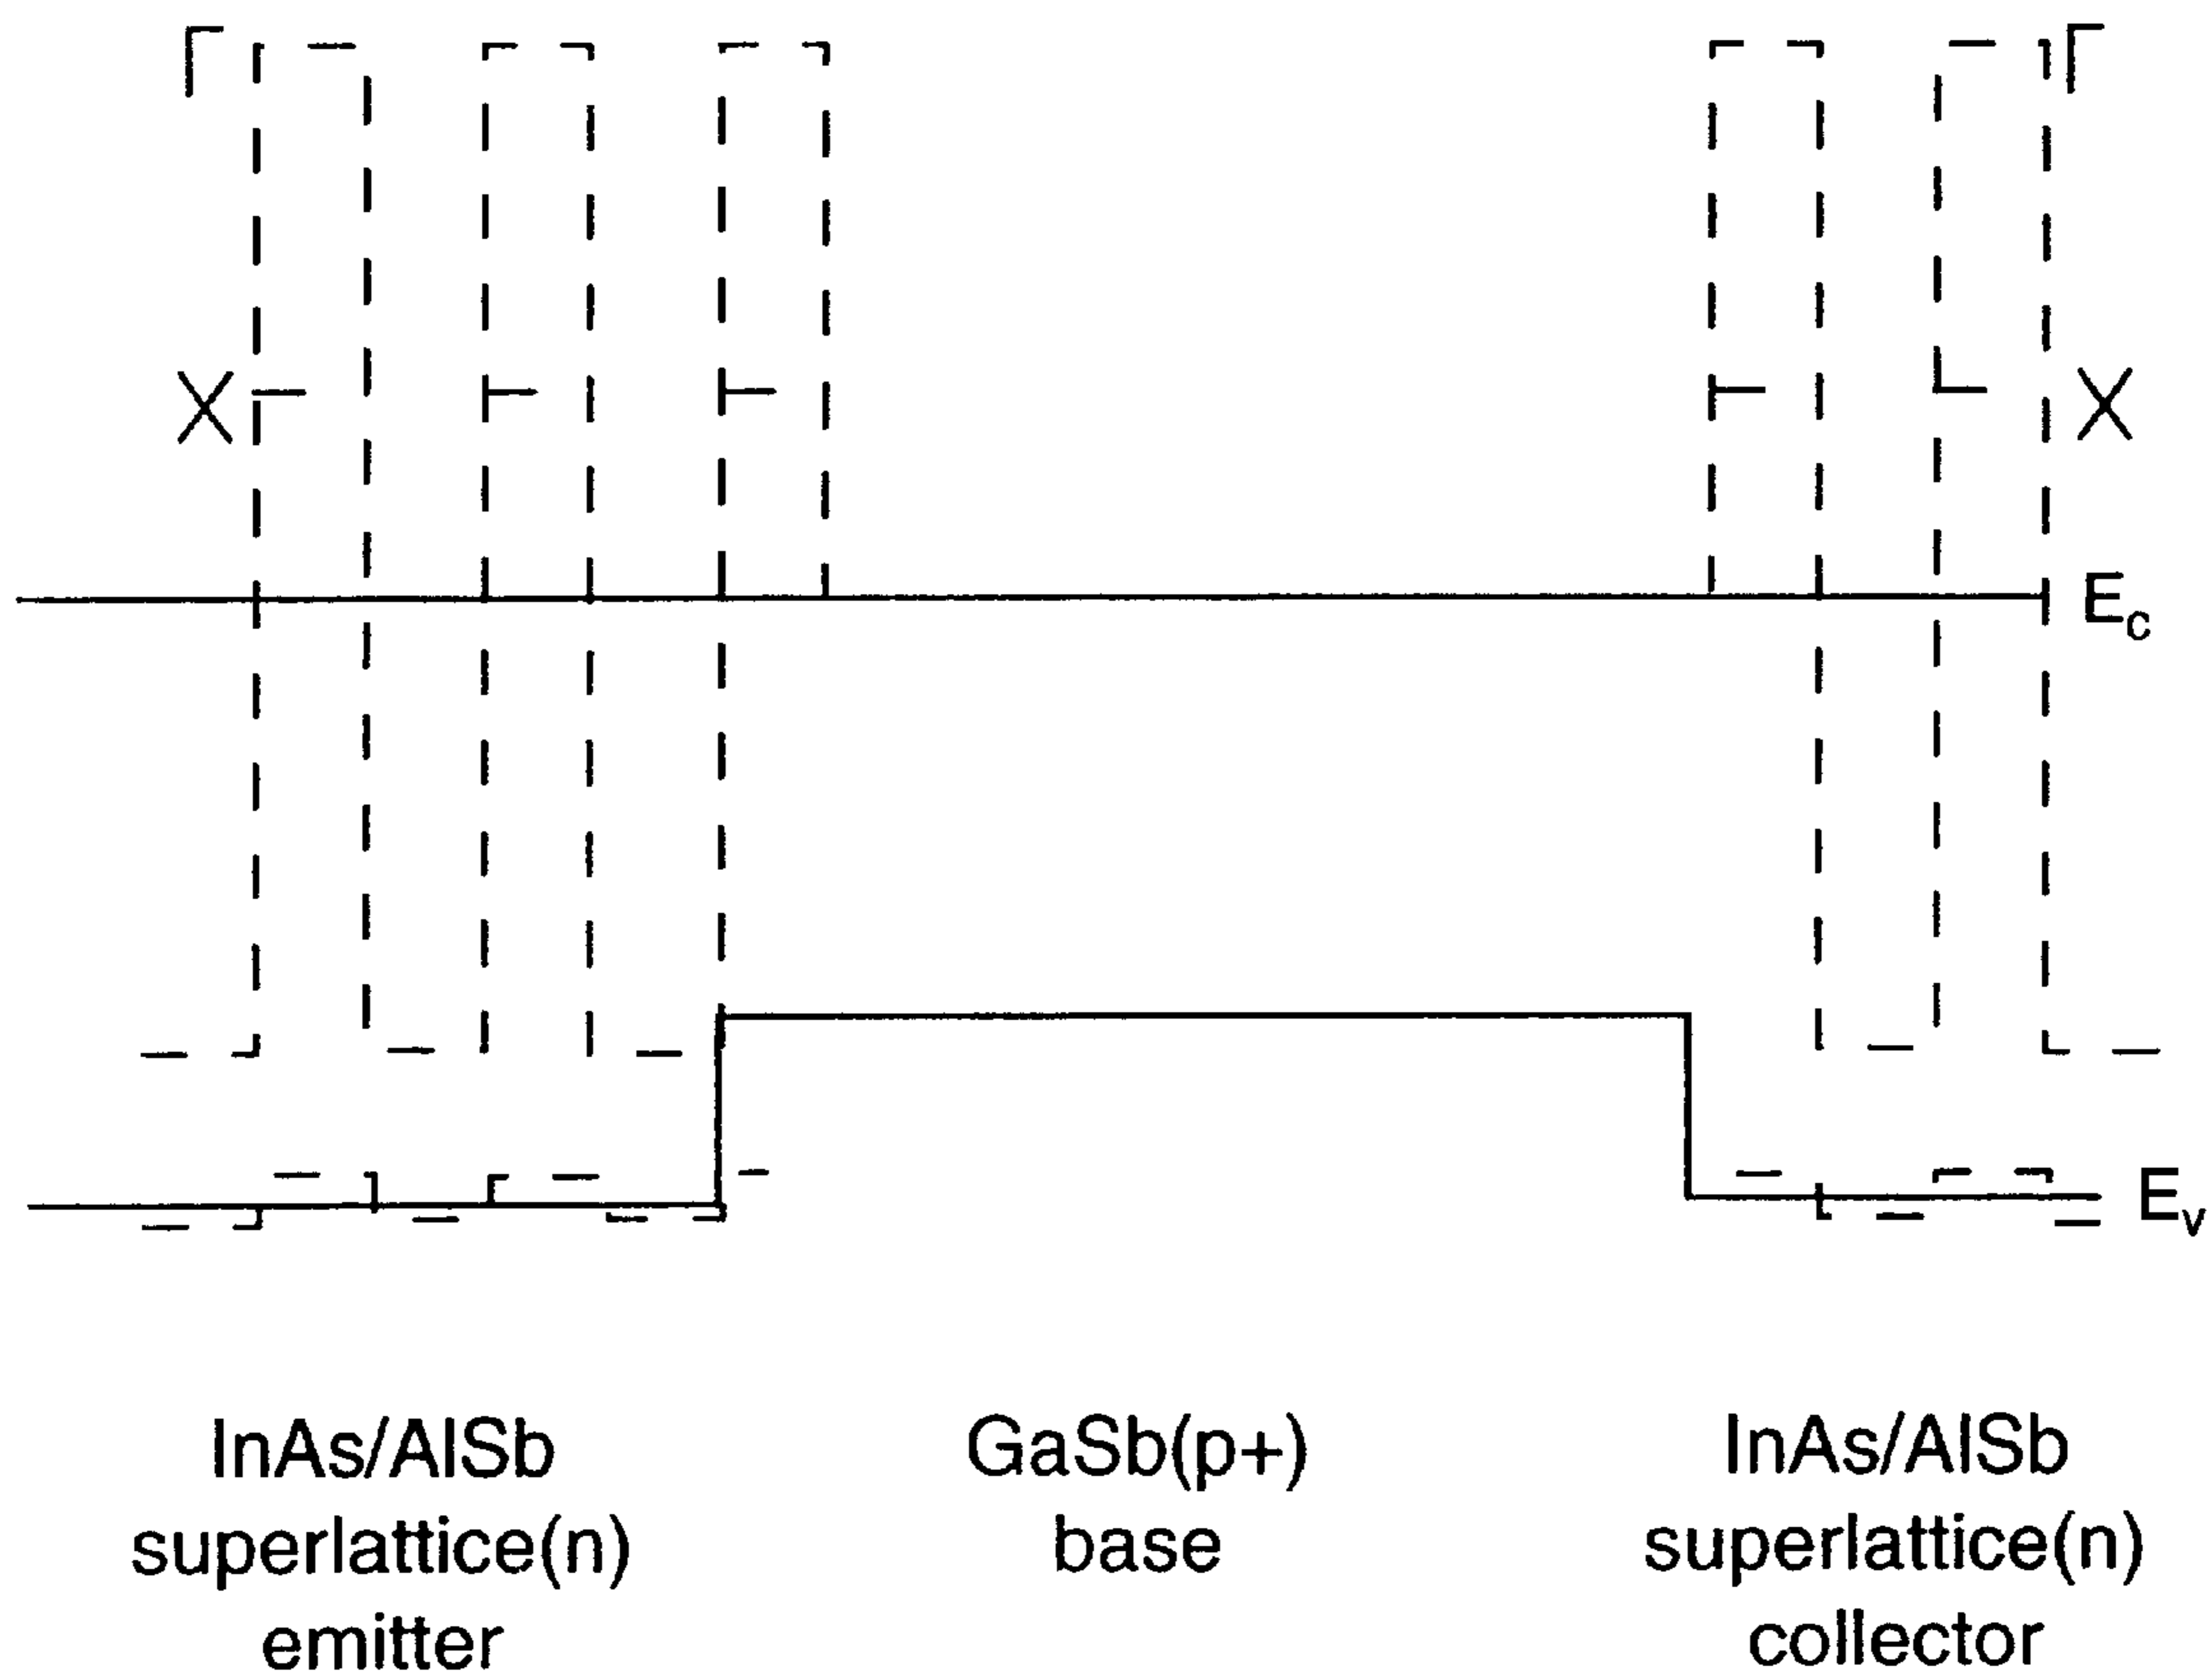 Γ Γ
X X
E_c
E_v
InAs/AlSb
superlattice(n)
emitter
GaSb(p+)
base
InAs/AlSb
superlattice(n)
collector